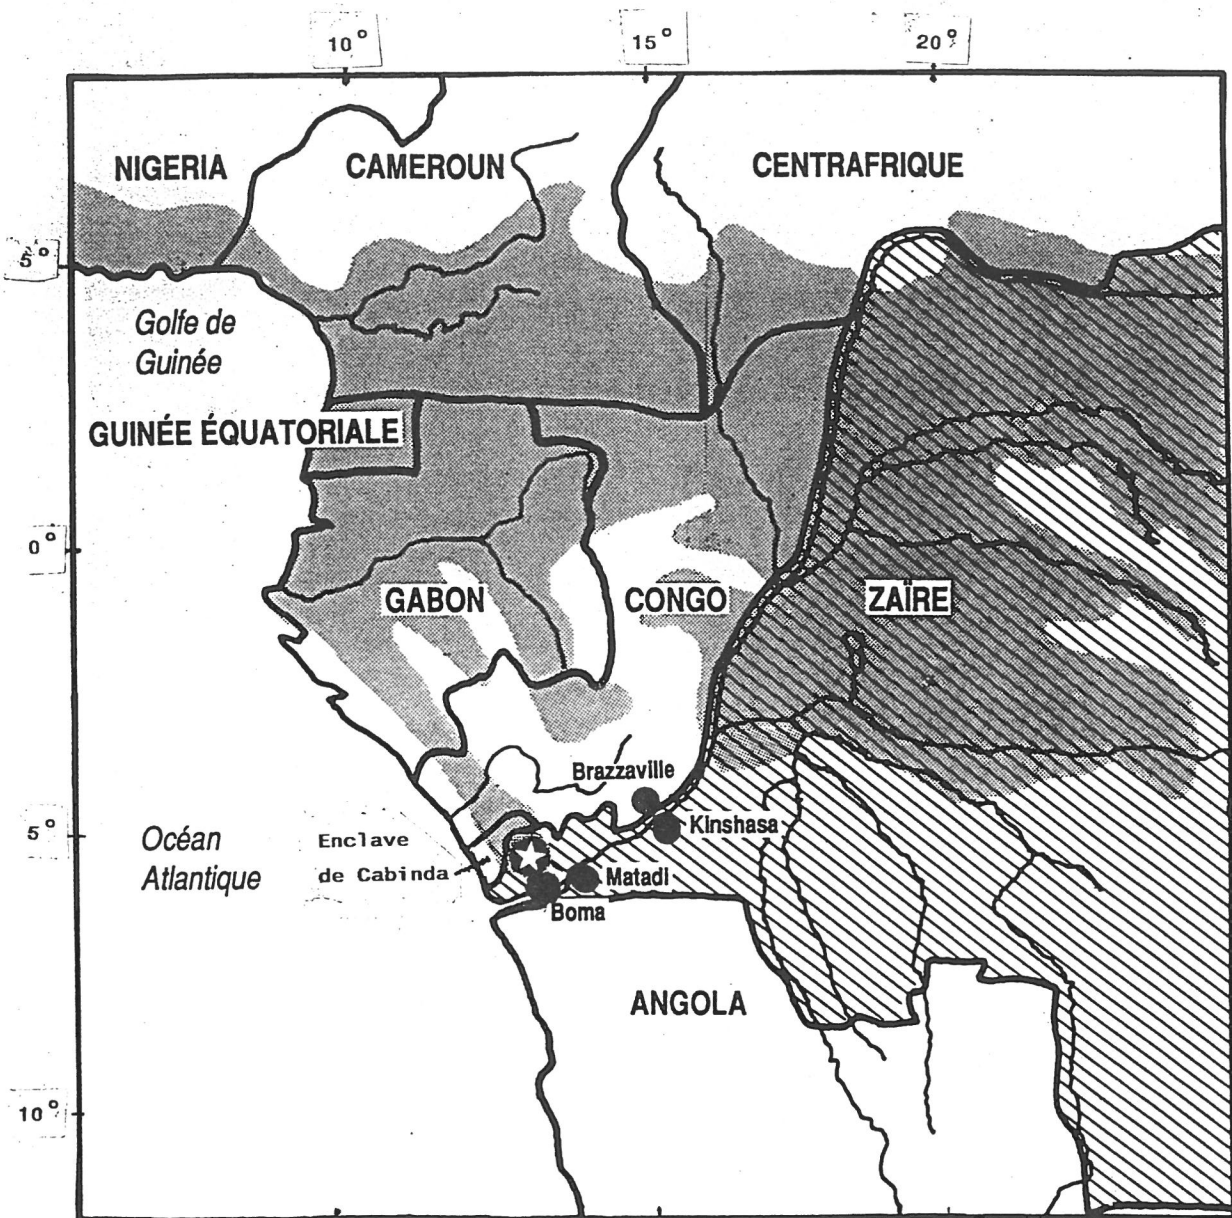 10°
15°
20°
NIGERIA
CAMEROUN
CENTRAFRIQUE
5°
Golfe de
Guinée
GUINÉE ÉQUATORIALE
0°
GABON
CONGO
ZAÏRE
Brazzaville
5°
Océan
Atlantique
Enclave
de Cabinda
Kinshasa
Matadi
Boma
ANGOLA
10°